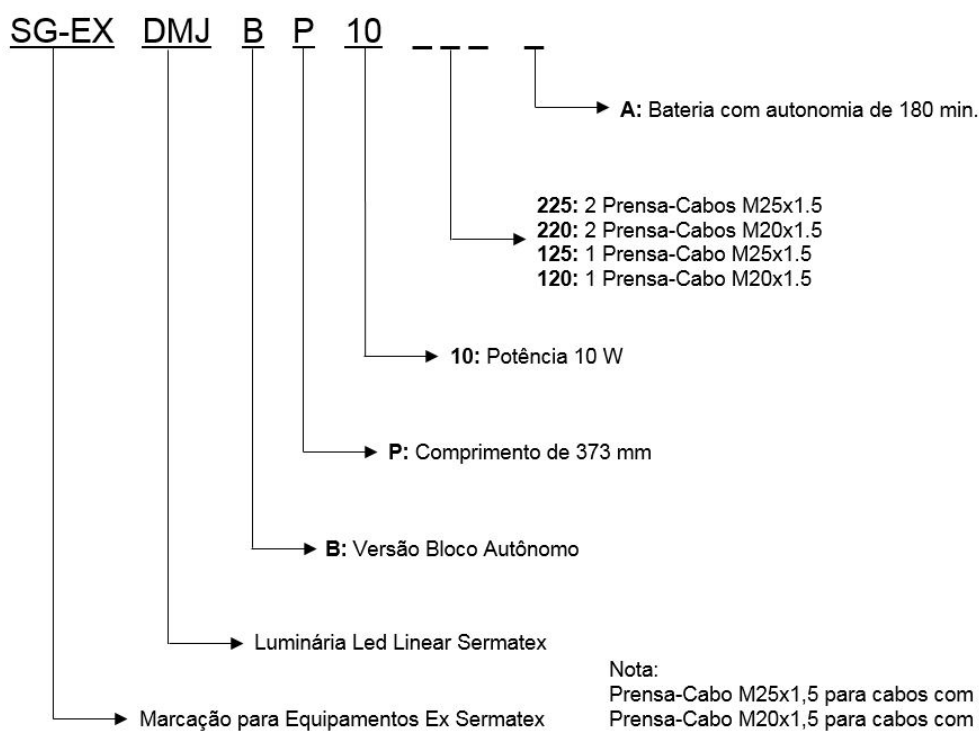 SG-EX DMJ B P 10 _ _ _ _
A: Bateria com autonomia de 180 min.
225: 2 Prensa-Cabos M25x1.5
220: 2 Prensa-Cabos M20x1.5
125: 1 Prensa-Cabo M25x1.5
120: 1 Prensa-Cabo M20x1.5
10: Potência 10 W
P: Comprimento de 373 mm
B: Versão Bloco Autônomo
Luminária Led Linear Sermatex
Marcação para Equipamentos Ex Sermatex
Nota:
Prensa-Cabo M25x1,5 para cabos com
Prensa-Cabo M20x1,5 para cabos com